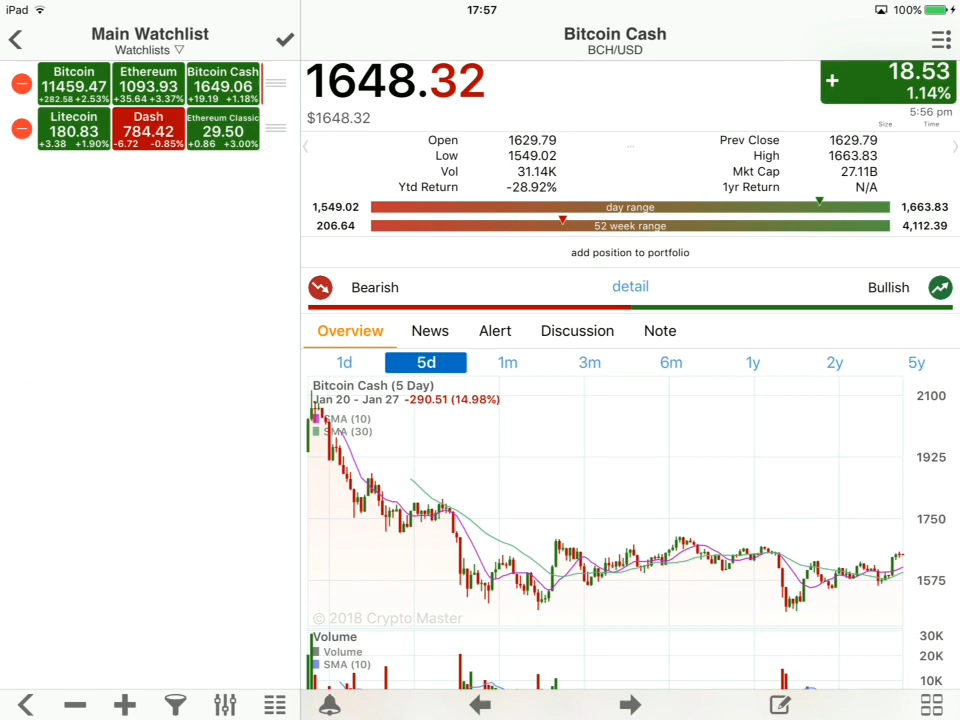 iPad
17:57
100%
Main Watchlist
Watchlists ▽
Bitcoin Cash
BCH/USD
Bitcoin
11459.47
+282.58 +2.53%
Ethereum
1093.93
+35.64 +3.37%
Bitcoin Cash
1649.06
+19.19 +1.18%
Litecoin
180.83
+3.38 +1.90%
Dash
784.42
-6.72 -0.85%
Ethereum Classic
29.50
+0.86 +3.00%
1648.32
$1648.32
+ 18.53
1.14%
5:56 pm
Size Time
Open 1629.79 Prev Close 1629.79
Low 1549.02 High 1663.83
Vol 31.14K Mkt Cap 27.11B
Ytd Return -28.92% 1yr Return N/A
1,549.02 day range 1,663.83
206.64 52 week range 4,112.39
add position to portfolio
Bearish detail Bullish
Overview News Alert Discussion Note
1d 5d 1m 3m 6m 1y 2y 5y
Bitcoin Cash (5 Day)
Jan 20 - Jan 27 -290.51 (14.98%)
SMA (10)
SMA (30)
2100
1925
1750
1575
© 2018 Crypto Master
Volume
Volume
SMA (10)
30K
20K
10K